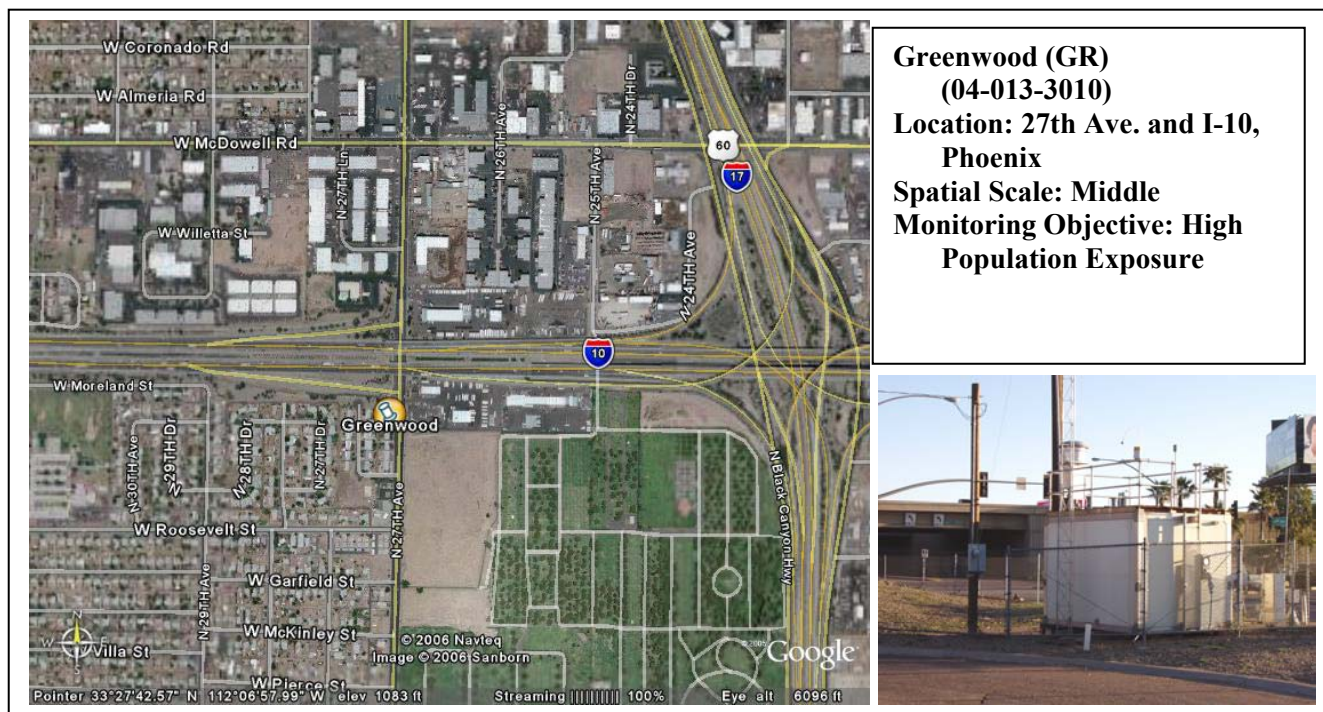 W Coronado Rd
W Almeria Rd
N 24TH Dr
N 26TH Ave
W McDowell Rd
60
17
N 27TH Ln
N 25TH Ave
W Willetta St
N 24TH Ave
10
W Moreland St
Greenwood
N 30TH Ave
29TH Dr
N
N 28TH Dr
N 27TH Dr
N 27TH Ave
N Black Canyon Hwy
W Roosevelt St
N 29TH Ave
W Garfield St
W McKinley St
N
W
E
Villa St
W Pierce St
© 2006 Navteq
Image © 2006 Sanborn
©2005 Google
Pointer 33°27'42.57" N 112°06'57.99" W elev 1083 ft Streaming |||||||||| 100% Eye alt 6096 ft
Greenwood (GR)
(04-013-3010)
Location: 27th Ave. and I-10,
Phoenix
Spatial Scale: Middle
Monitoring Objective: High
Population Exposure